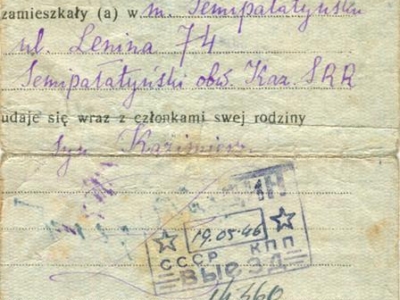 zamieszkały (a) w m. Semipałatyńsku
ul. Lenina 74
Semipałatyński obw. Kaz. SRR
udaje się wraz z członkami swej rodziny
syn Kazimierz
19.05.46
СССР КПП
ВЫЕЗД
14360